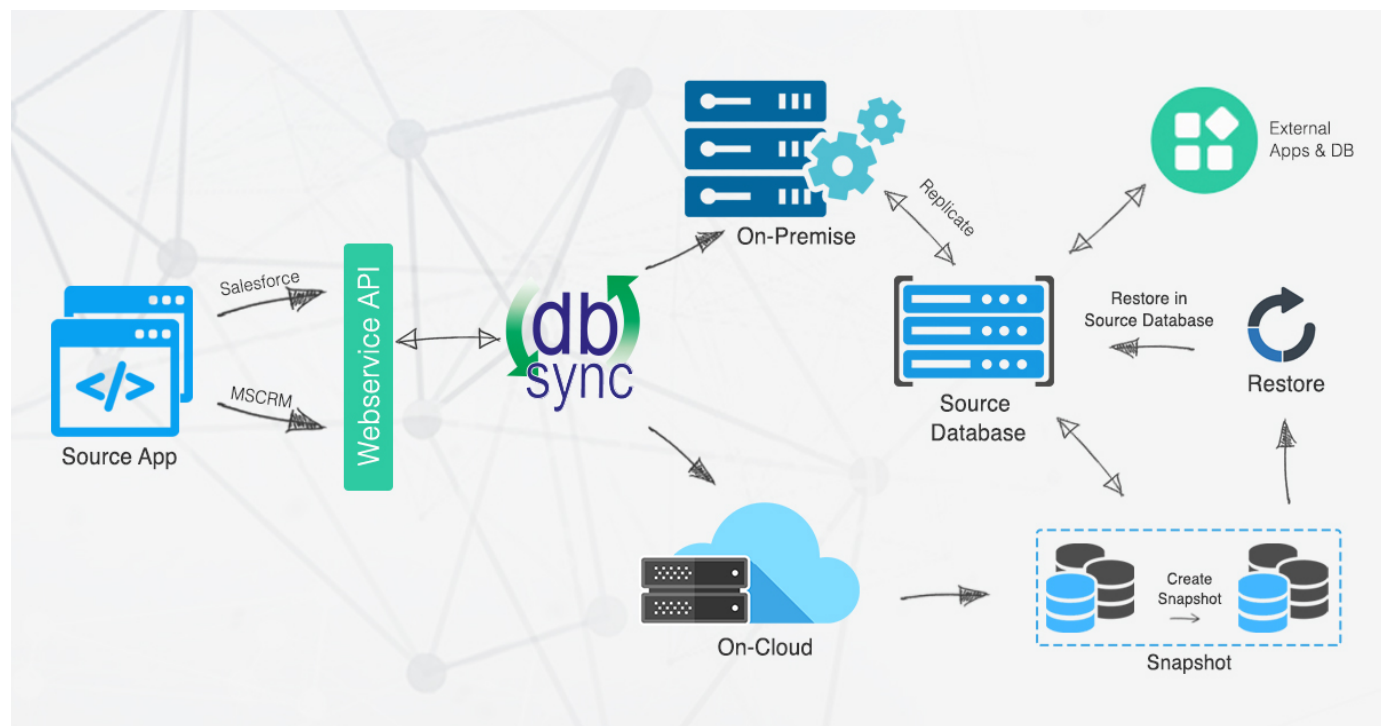 External
Apps & DB
Replicate
On-Premise
Salesforce
Webservice API
db
sync
Restore in
Source Database
MSCRM
Restore
Source
Database
Source App
Create
Snapshot
On-Cloud
Snapshot